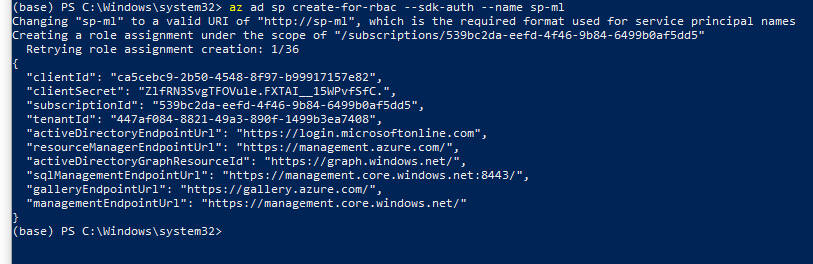 (base) PS C:\Windows\system32> az ad sp create-for-rbac --sdk-auth --name sp-ml
Changing "sp-ml" to a valid URI of "http://sp-ml", which is the required format used for service principal names
Creating a role assignment under the scope of "/subscriptions/539bc2da-eefd-4f46-9b84-6499b0af5dd5"
  Retrying role assignment creation: 1/36
{
  "clientId": "ca5cebc9-2b50-4548-8f97-b99917157e82",
  "clientSecret": "ZlfRN3SvgTFOVule.FXTAI__15WPvfSfC.",
  "subscriptionId": "539bc2da-eefd-4f46-9b84-6499b0af5dd5",
  "tenantId": "447af084-8821-49a3-890f-1499b3ea7408",
  "activeDirectoryEndpointUrl": "https://login.microsoftonline.com",
  "resourceManagerEndpointUrl": "https://management.azure.com/",
  "activeDirectoryGraphResourceId": "https://graph.windows.net/",
  "sqlManagementEndpointUrl": "https://management.core.windows.net:8443/",
  "galleryEndpointUrl": "https://gallery.azure.com/",
  "managementEndpointUrl": "https://management.core.windows.net/"
}
(base) PS C:\Windows\system32>